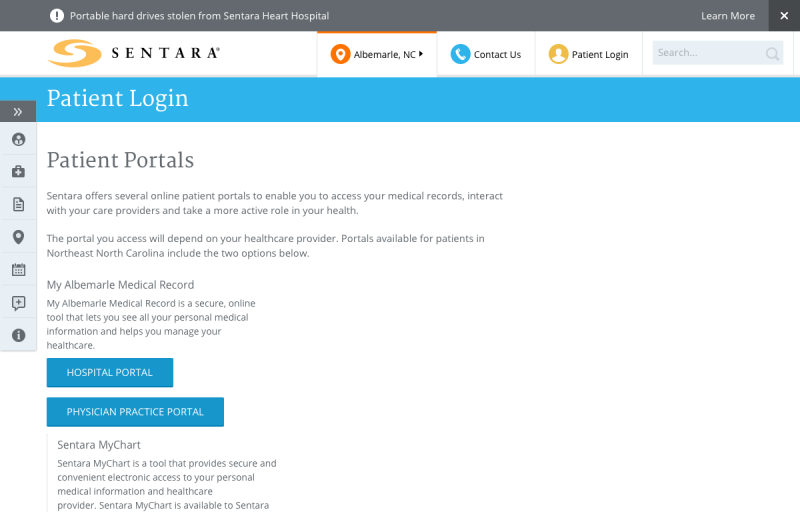 Portable hard drives stolen from Sentara Heart Hospital
Learn More
SENTARA®
Albemarle, NC
Contact Us
Patient Login
Search...
Patient Login
Patient Portals
Sentara offers several online patient portals to enable you to access your medical records, interact
with your care providers and take a more active role in your health.
The portal you access will depend on your healthcare provider. Portals available for patients in
Northeast North Carolina include the two options below.
My Albemarle Medical Record
My Albemarle Medical Record is a secure, online
tool that lets you see all your personal medical
information and helps you manage your
healthcare.
HOSPITAL PORTAL
PHYSICIAN PRACTICE PORTAL
Sentara MyChart
Sentara MyChart is a tool that provides secure and
convenient electronic access to your personal
medical information and healthcare
provider. Sentara MyChart is available to Sentara